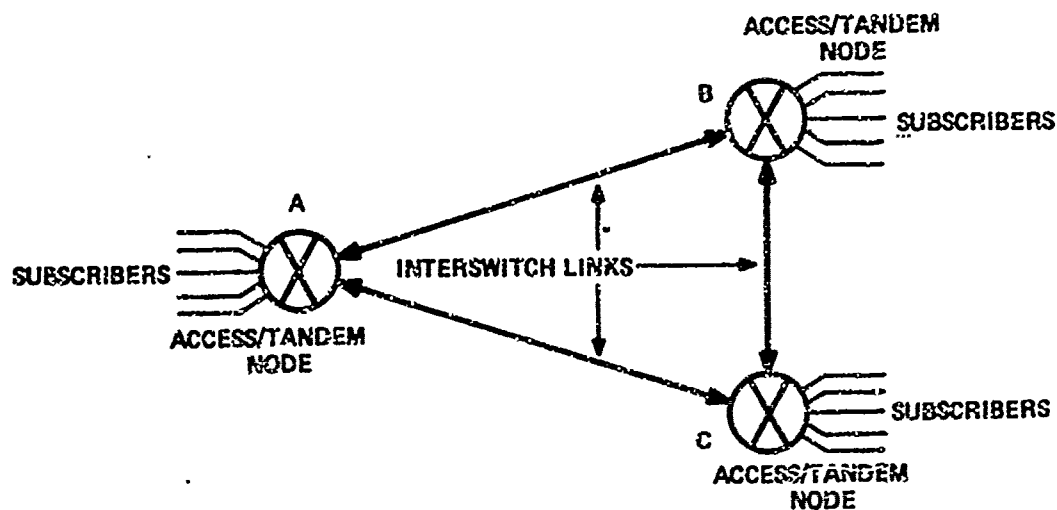 ACCESS/TANDEM
NODE
B
SUBSCRIBERS
A
SUBSCRIBERS
INTERSWITCH LINKS
ACCESS/TANDEM
NODE
SUBSCRIBERS
C
ACCESS/TANDEM
NODE